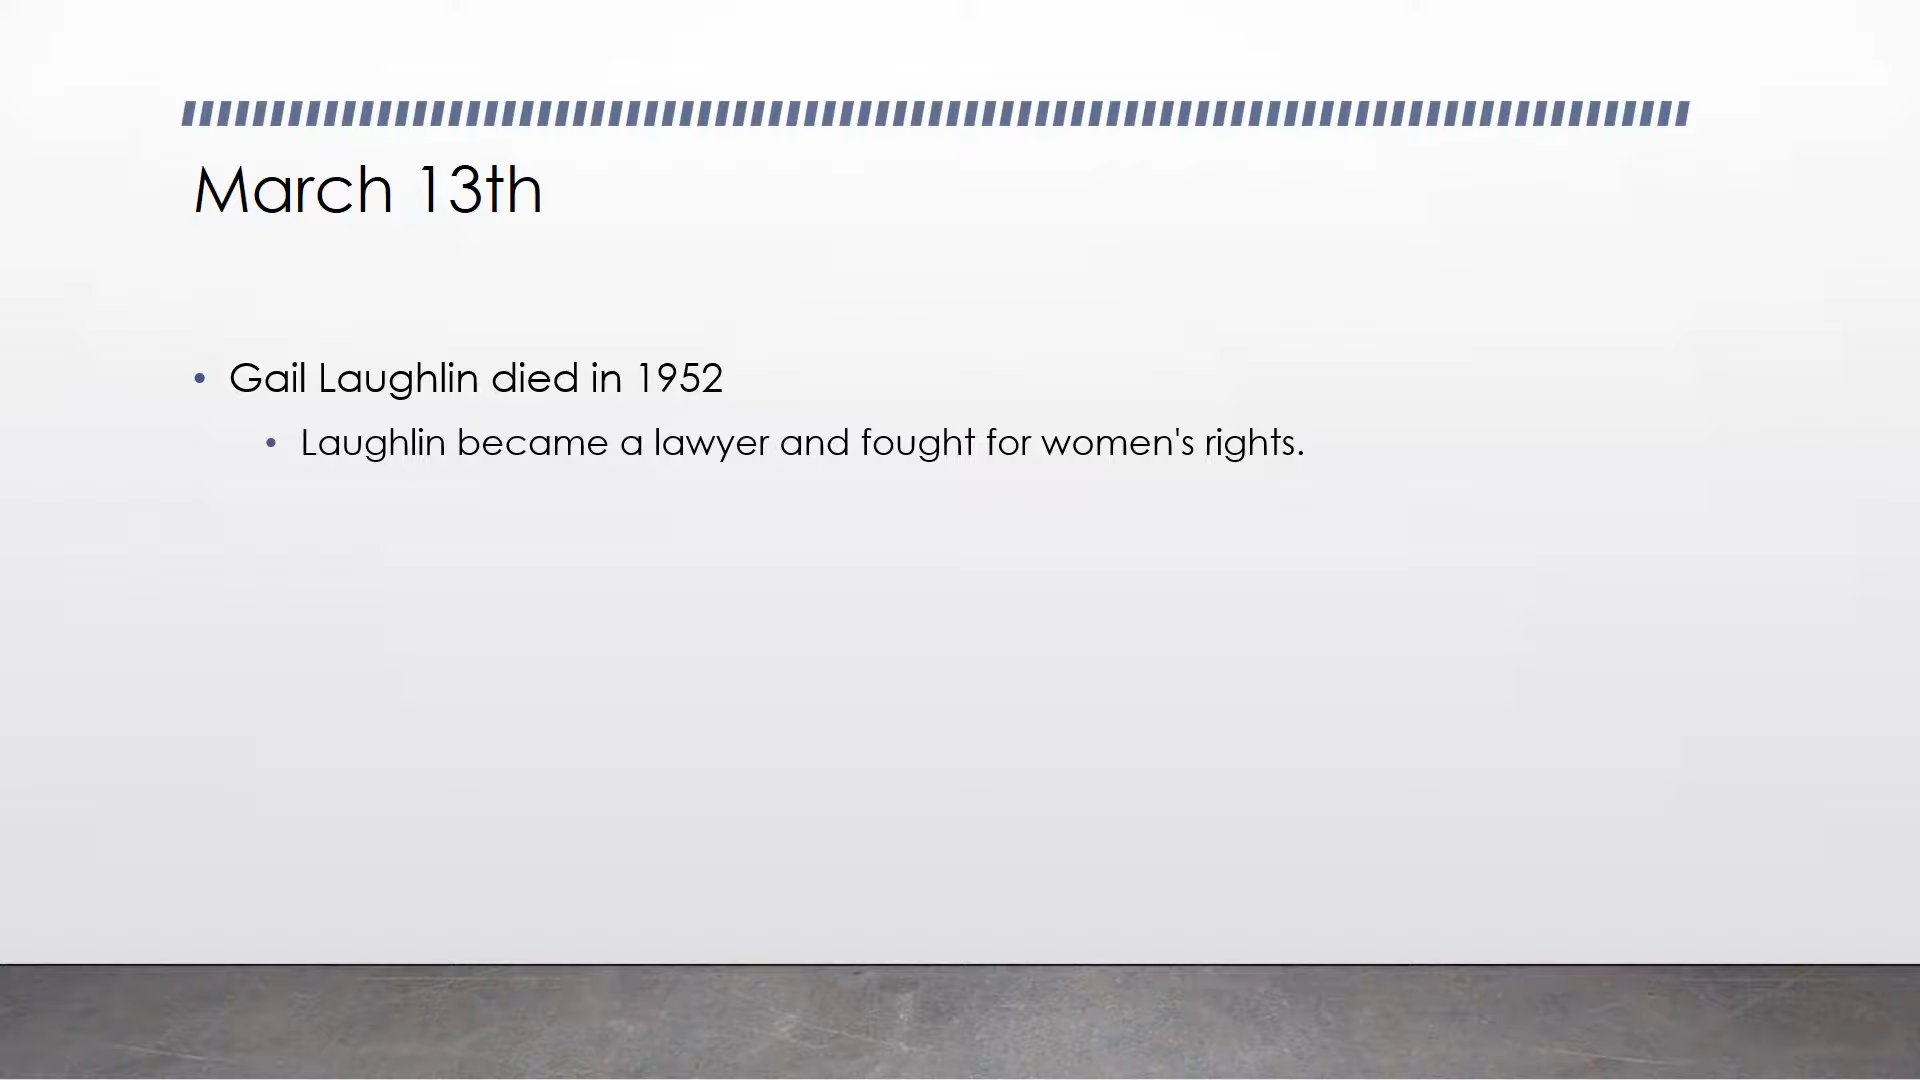 March 13th
• Gail Laughlin died in 1952
• Laughlin became a lawyer and fought for women's rights.